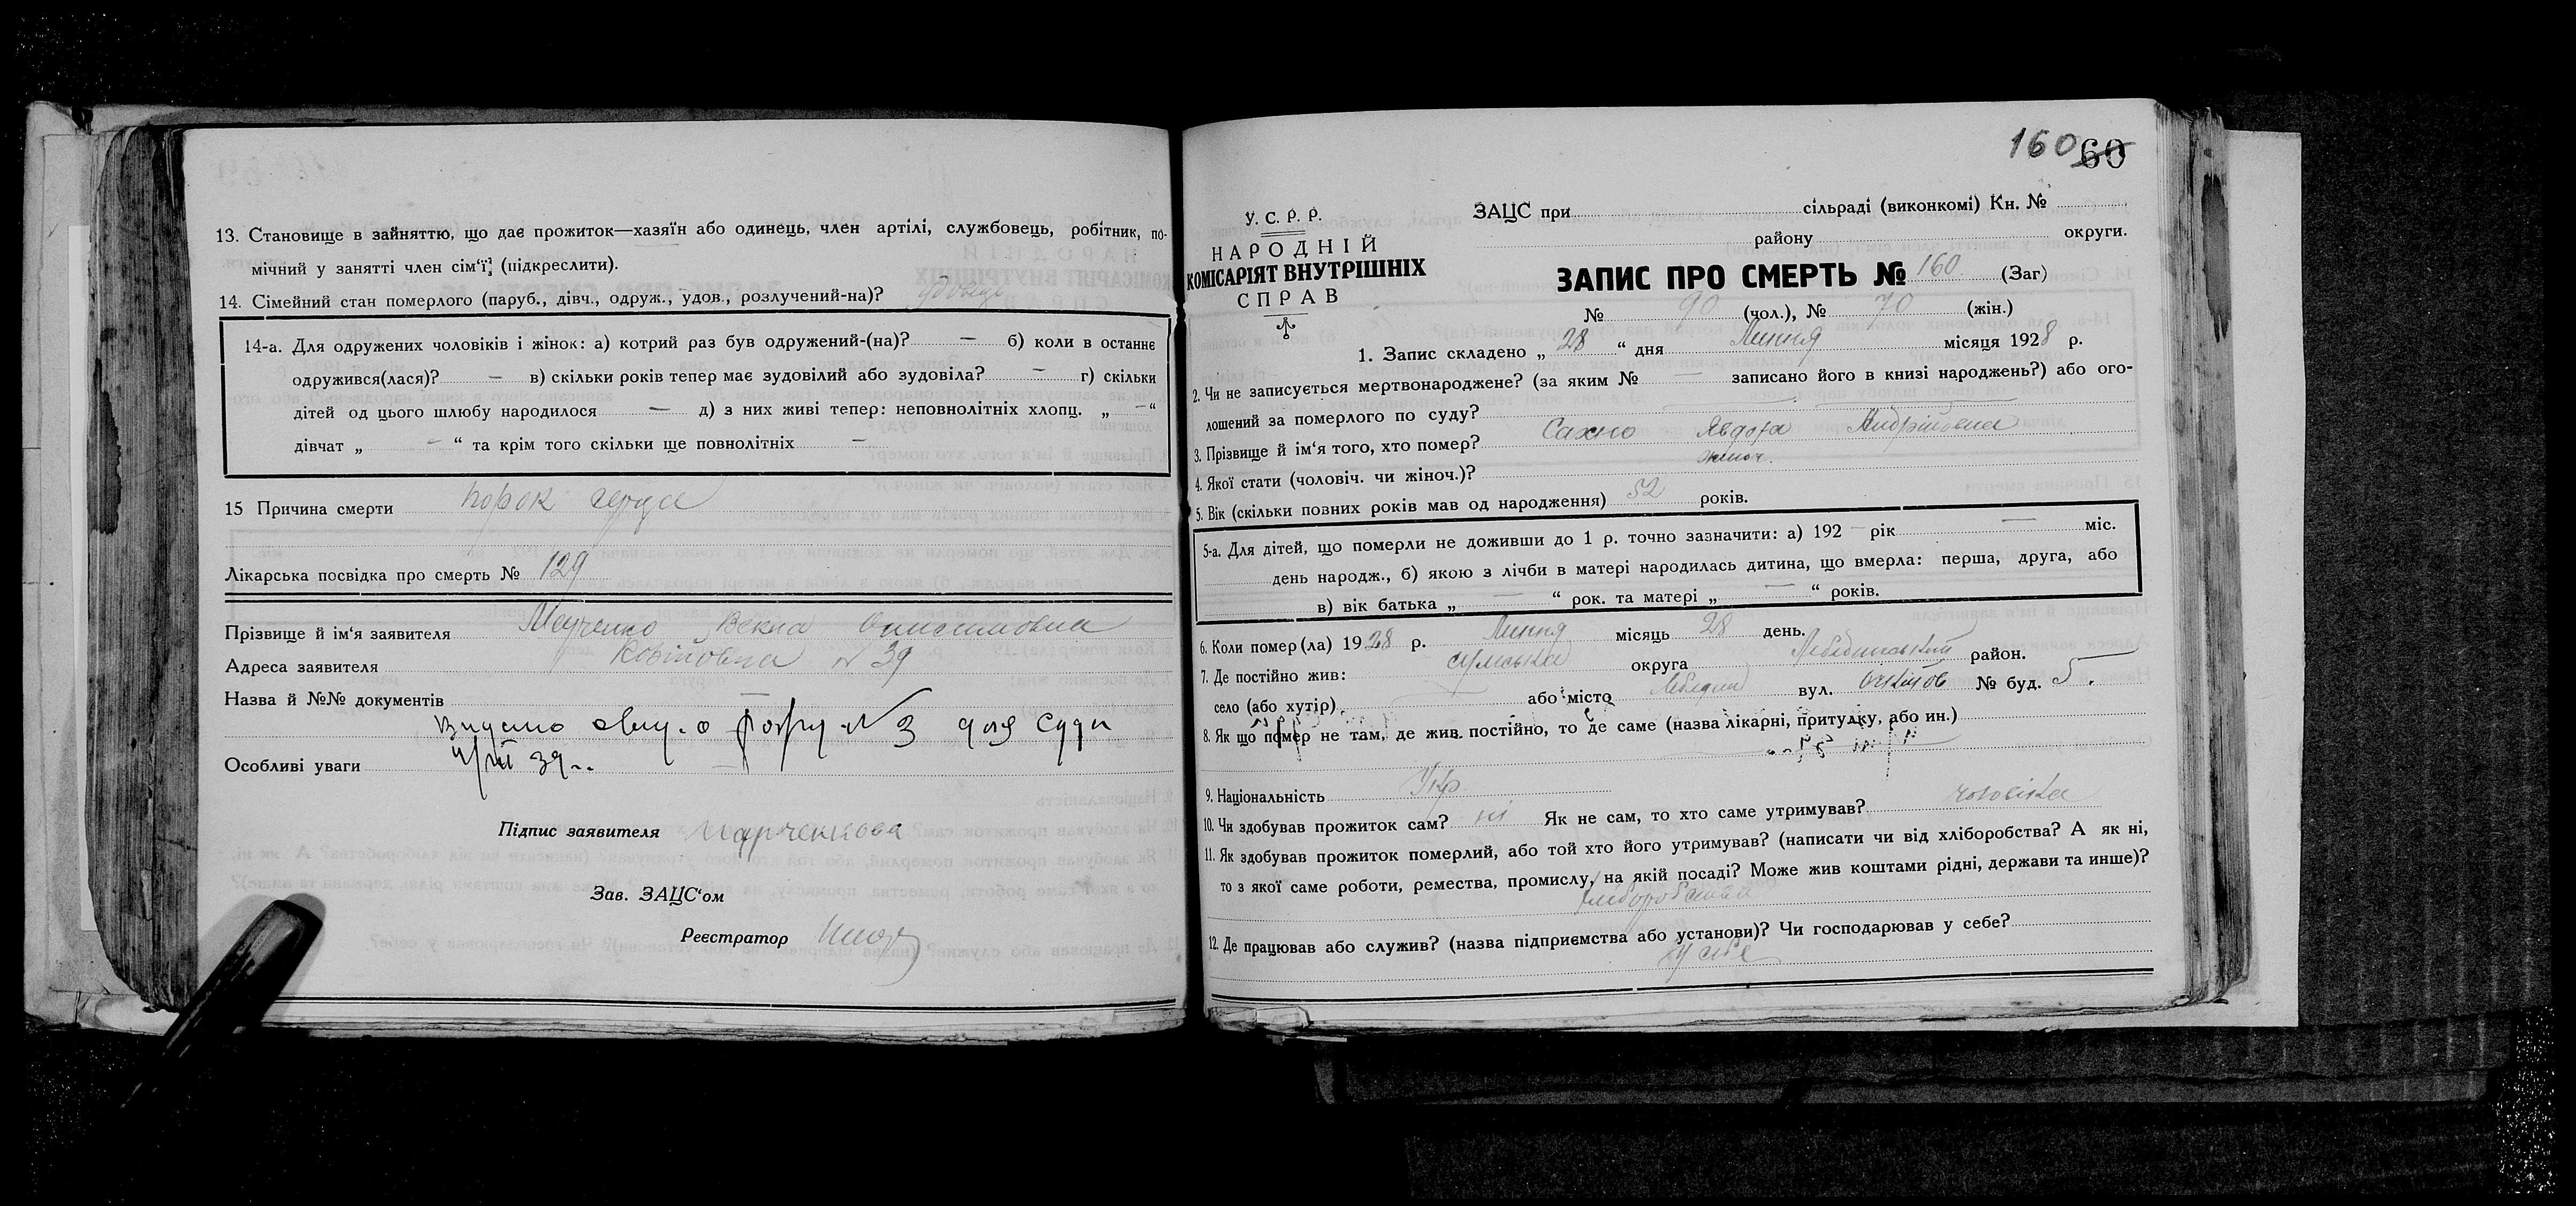 13. Становище в зайняттю, що дає прожиток—хазяїн або одинець, член артілі, службовець, робітник, по-
мічний у занятті член сім‘ї, (підкреслити).
14. Сімейний стан померлого (паруб., дівч., одруж., удов., розлучений-на)?
14-а. Для одружених чоловіків і жінок: а) котрий раз був одружений-(на)? — б) коли в останнє
одружився(лася)? — в) скільки років тепер має зудовілий або зудовіла? — г) скільки
дітей од цього шлюбу народилося — д) з них живі тепер: неповнолітніх хлопц. „ — “
дівчат „ — “ та крім того скільки ще повнолітніх —
15 Причина смерти порок серця
Лікарська посвідка про смерть № 129
Прізвище й ім‘я заявителя Марченко Векла
Адреса заявителя № 39
Назва й №№ документів —
Видано № 3 для суда
Особливі уваги 39
Підпис заявителя Марченкова
Зав. ЗАЦС‘ом
Реєстратор
160 60
У. С. Р. Р.
НАРОДНІЙ
КОМІСАРІЯТ ВНУТРІШНІХ
СПРАВ
ЗАЦС при сільраді (виконкомі) Кн. №
району округи.
ЗАПИС ПРО СМЕРТЬ № 160 (Заг)
№ 90 (чол.), № 70 (жін.)
1. Запис складено „ 28 “ дня Липня місяця 1928 р.
2. Чи не записується мертвонароджене? (за яким № — записано його в книзі народжень?) або ого-
лошений за померлого по суду? —
3. Прізвище й ім‘я того, хто помер? Сахно Явдоха Андріївна
4. Якої стати (чоловіч. чи жіноч.)? жіноч.
5. Вік (скільки повних років мав од народження) 52 років.
5-а. Для дітей, що померли не доживши до 1 р. точно зазначити: а) 192 — рік — міс.
день народж., б) якою з лічби в матері народилась дитина, що вмерла: перша, друга, або
в) вік батька „ — “ рок. та матері „ — “ років.
6. Коли помер(ла) 1928 р. Липня місяць 28 день.
7. Де постійно жив: Сумська округа Лебединський район.
село (або хутір) — або місто Лебедин вул. № буд. 5.
8. Як що помер не там, де жив постійно, то де саме (назва лікарні, притулку, або ин.)
9. Національність Укр.
10. Чи здобував прожиток сам? ні Як не сам, то хто саме утримував? чоловіка
11. Як здобував прожиток померлий, або той хто його утримував? (написати чи від хліборобства? А як ні,
то з якої саме роботи, ремества, промислу, на якій посаді? Може жив коштами рідні, держави та инше)?
хліборобства
12. Де працював або служив? (назва підприємства або установи)? Чи господарював у себе?
у себе